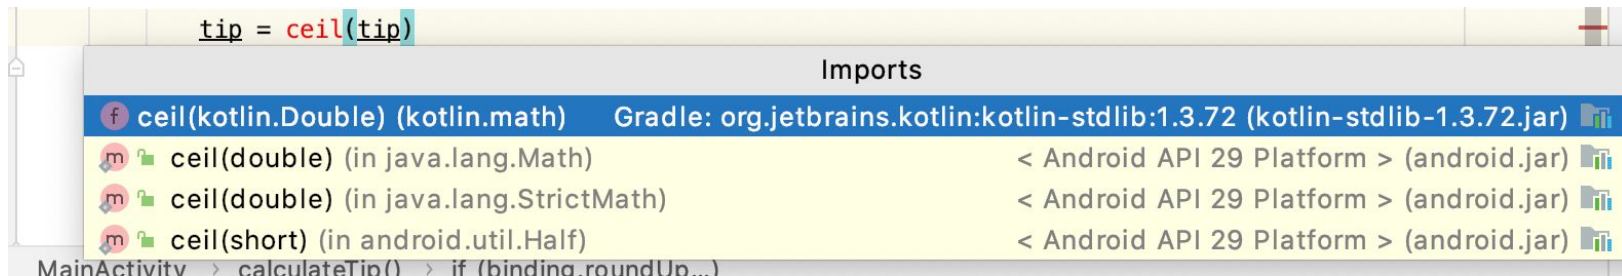 tip = ceil(tip)
Imports
f ceil(kotlin.Double) (kotlin.math) Gradle: org.jetbrains.kotlin:kotlin-stdlib:1.3.72 (kotlin-stdlib-1.3.72.jar)
m ceil(double) (in java.lang.Math) < Android API 29 Platform > (android.jar)
m ceil(double) (in java.lang.StrictMath) < Android API 29 Platform > (android.jar)
m ceil(short) (in android.util.Half) < Android API 29 Platform > (android.jar)
MainActivity > calculateTip() > if (binding.roundUp...)